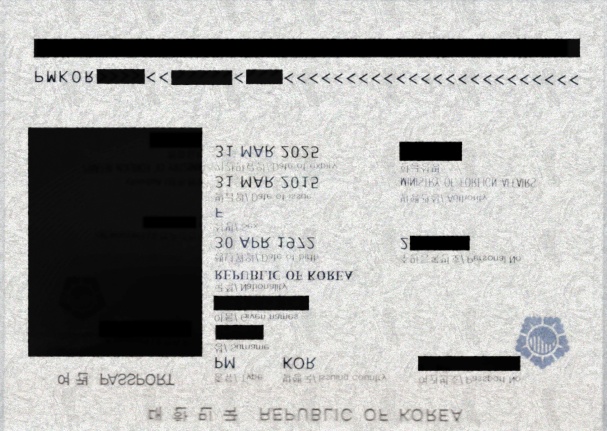 대한민국 REPUBLIC OF KOREA
여권 PASSPORT
종류/ Type 발행국/ Issuing country 여권번호/ Passport No.
PM KOR
성/ Surname
이름/ Given names
국적/ Nationality
REPUBLIC OF KOREA
생년월일/ Date of birth 주민등록번호/ Personal No.
30 APR 1972 2
성별/ Sex
F
발급일/ Date of issue 발행관청/ Authority
31 MAR 2015 MINISTRY OF FOREIGN AFFAIRS
기간만료일/ Date of expiry
31 MAR 2025
PMKOR << < <<<<<<<<<<<<<<<<<<<<<<<<<<<